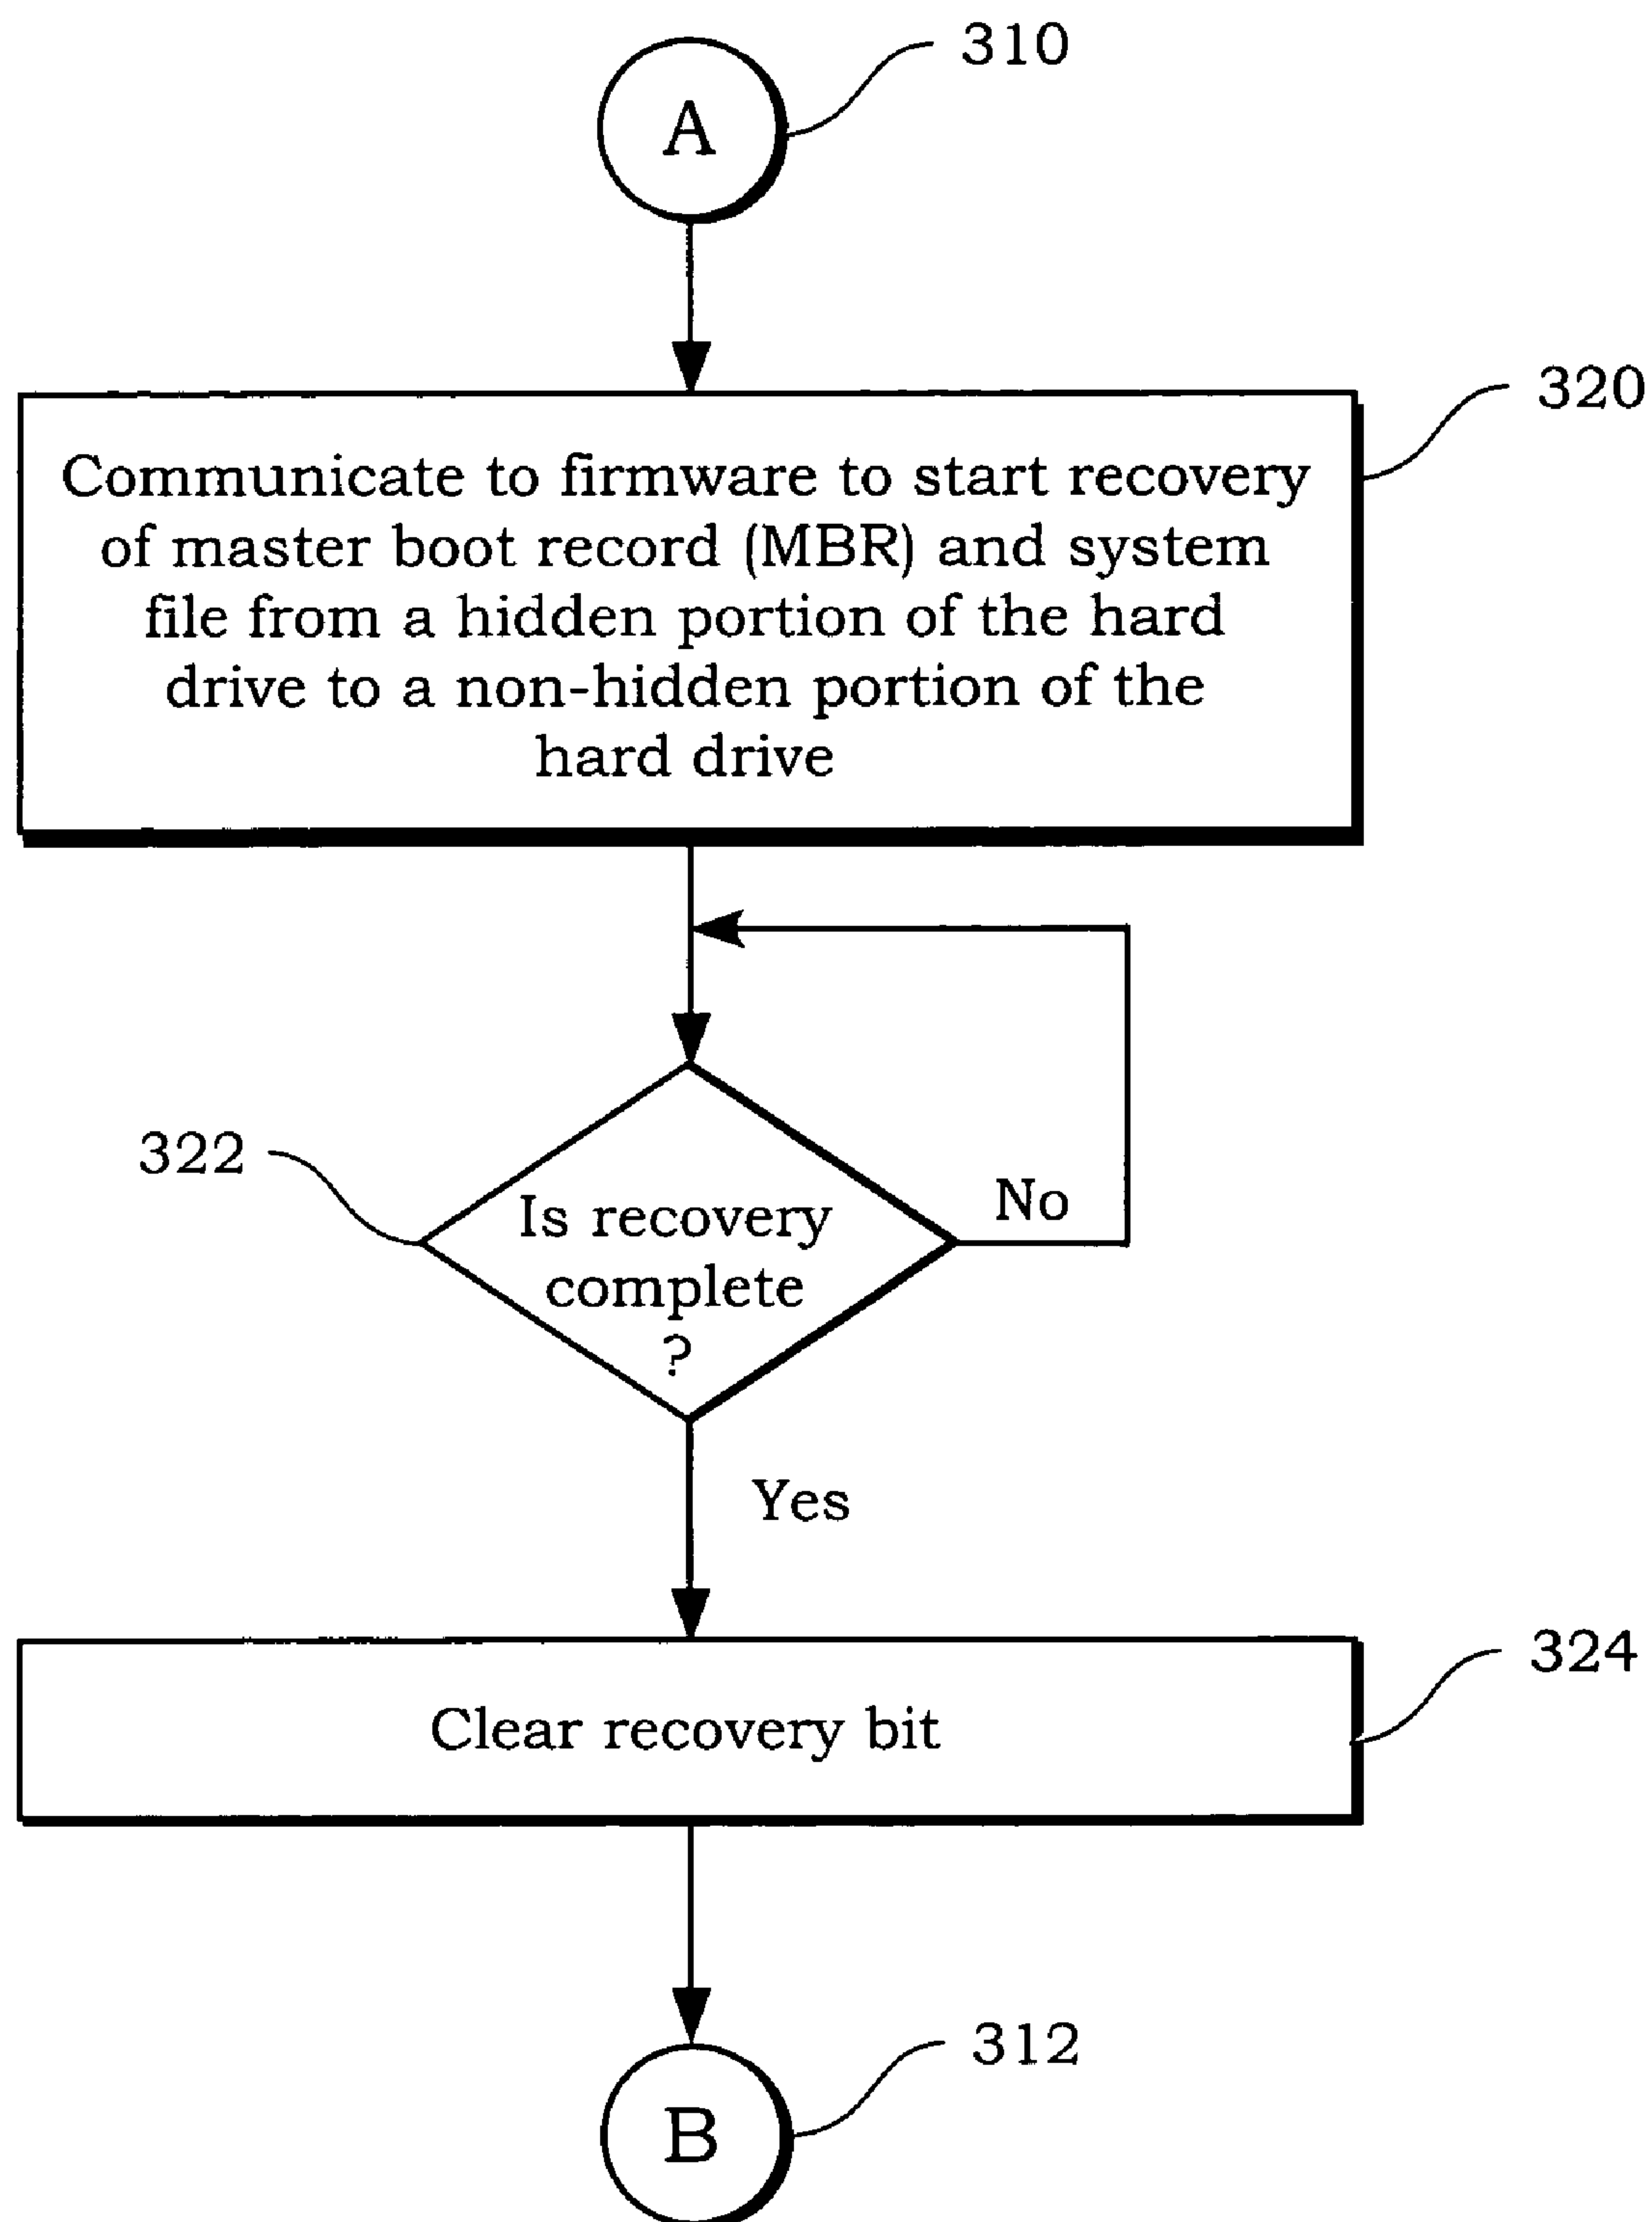 310
A
320
Communicate to firmware to start recovery
of master boot record (MBR) and system
file from a hidden portion of the hard
drive to a non-hidden portion of the
hard drive
322
Is recovery
complete
?
No
Yes
324
Clear recovery bit
312
B